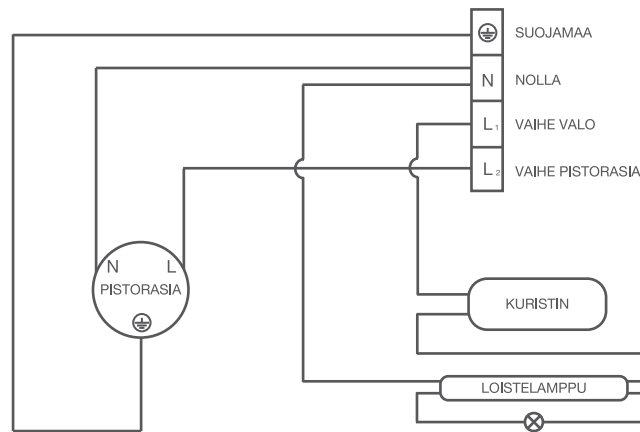 SUOJAMAA
N NOLLA
L1 VAIHE VALO
L2 VAIHE PISTORASIA
N L
PISTORASIA
KURISTIN
LOISTELAMPPU